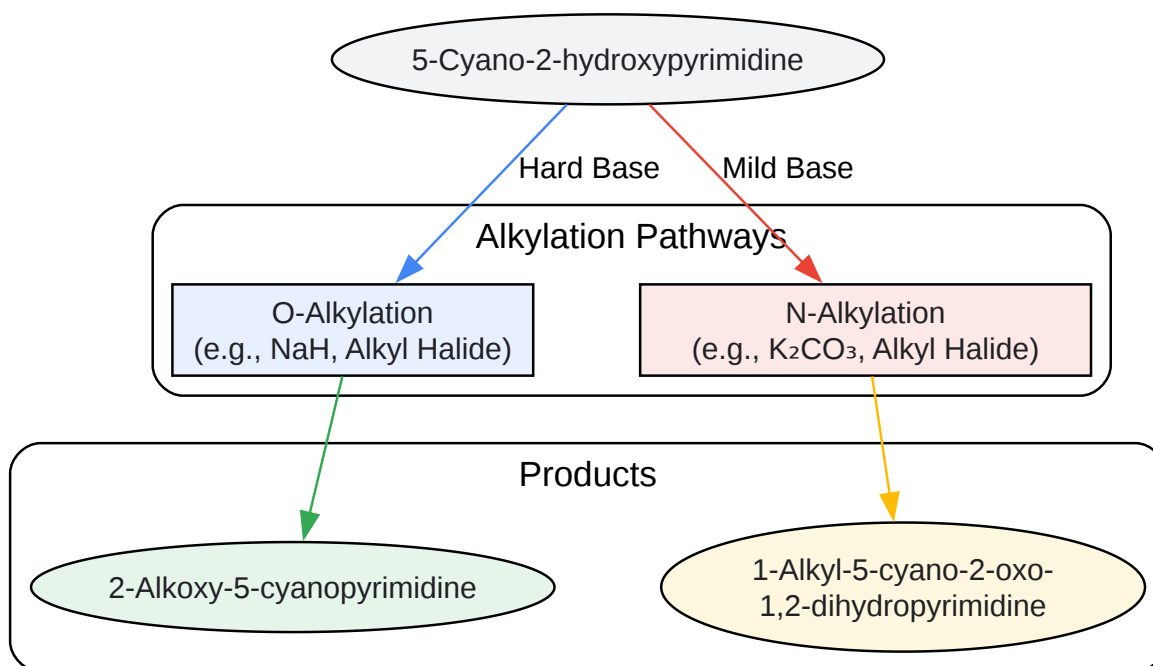 5-Cyano-2-hydroxypyrimidine
Hard Base
Mild Base
Alkylation Pathways
O-Alkylation
(e.g., NaH, Alkyl Halide)
N-Alkylation
(e.g., K₂CO₃, Alkyl Halide)
Products
2-Alkoxy-5-cyanopyrimidine
1-Alkyl-5-cyano-2-oxo-
1,2-dihydropyrimidine